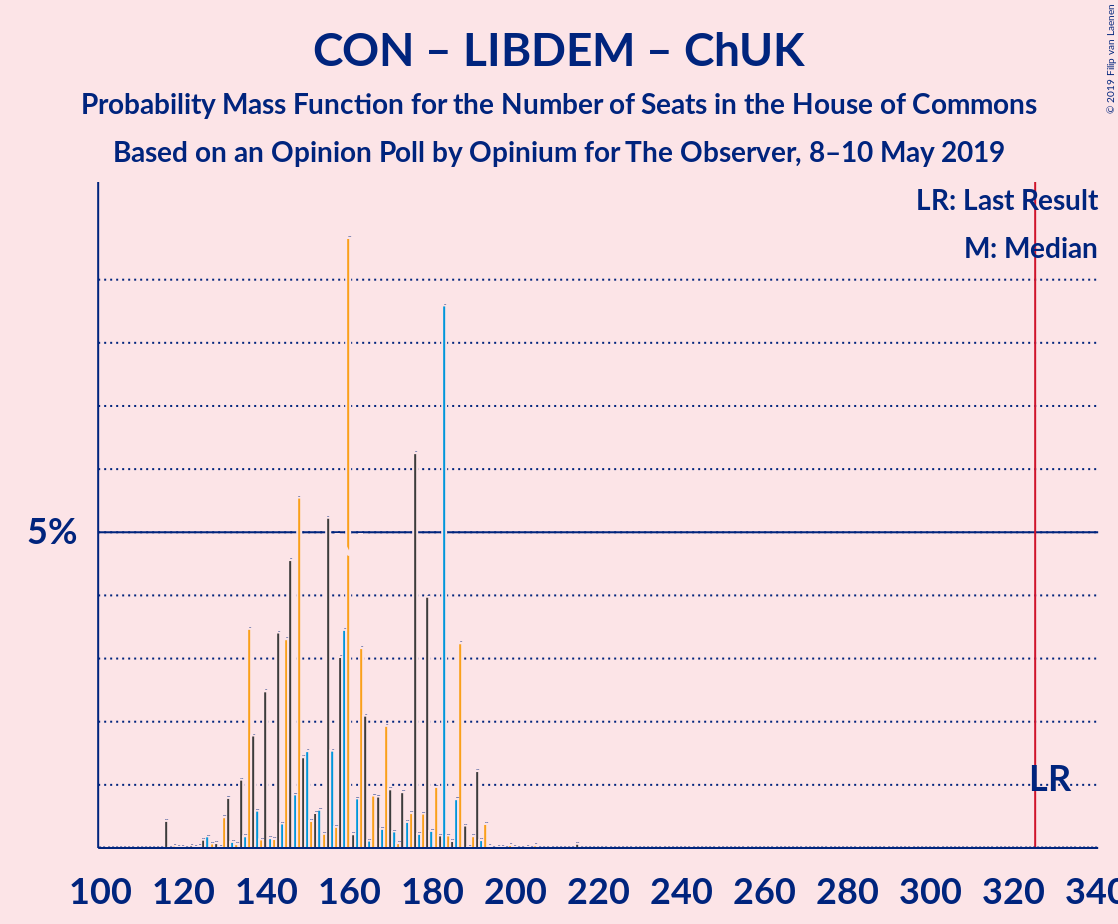 CON – LIBDEM – ChUK
Probability Mass Function for the Number of Seats in the House of Commons
Based on an Opinion Poll by Opinium for The Observer, 8–10 May 2019
© 2019 Filip van Laenen
LR: Last Result
M: Median
5%
LR
100 120 140 160 180 200 220 240 260 280 300 320 340